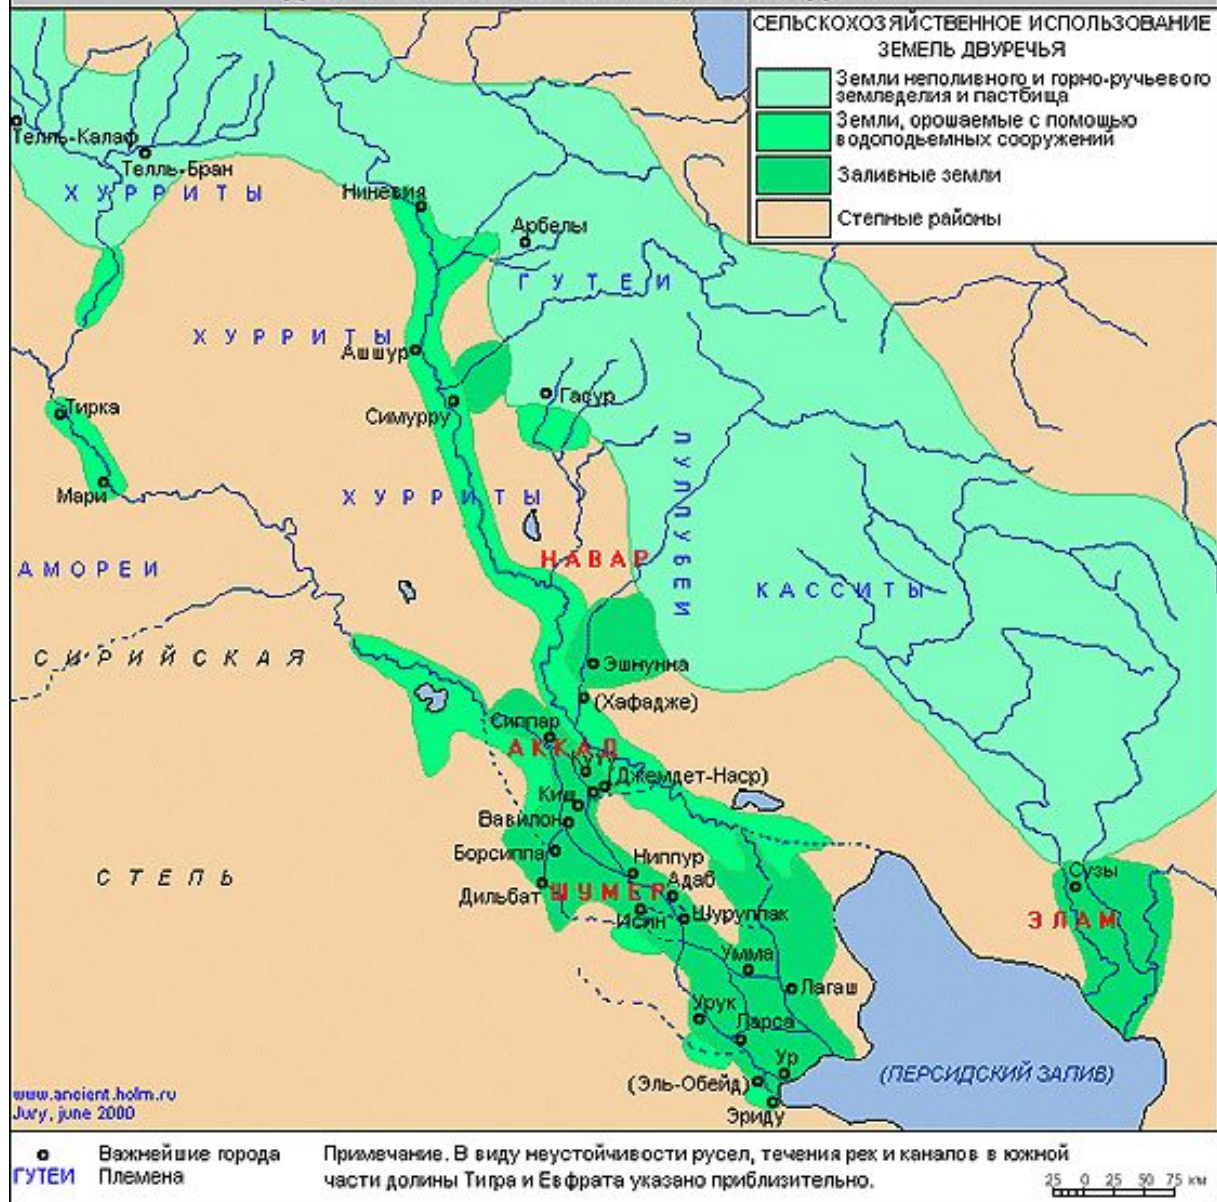 СЕЛЬСКОХОЗЯЙСТВЕННОЕ ИСПОЛЬЗОВАНИЕ
ЗЕМЕЛЬ ДВУРЕЧЬЯ
Земли неполивного и горно-ручьевого
земледелия и пастбища
Земли, орошаемые с помощью
водоподьемных сооружений
Заливные земли
Степные районы
Телль-Калаф
Телль-Бран
ХУРРИТЫ
Ниневия
Арбелы
ГУТЕИ
ХУРРИТЫ
Ашшур
Гасур
Тирка
Симурру
ЛУЛЛУБЕИ
Мари
ХУРРИТЫ
НАВАР
АМОРЕИ
КАССИТЫ
СИРИЙСКАЯ
Эшнунна
(Хафадже)
Сиппар
АККАД
(Джемдет-Наср)
Киш
Вавилон
Борсиппа
Ниппур
СТЕПЬ
Сузы
Адаб
Дильбат
ШУМЕР
Исин
Шуруппак
ЭЛАМ
Умма
Лагаш
Урук
Ларса
Ур
(ПЕРСИДСКИЙ ЗАЛИВ)
(Эль-Обейд)
Эриду
www.ancient.holm.ru
Jury, june 2000
Важнейшие города
ГУТЕИ Племена
Примечание. В виду неустойчивости русел, течения рек и каналов в южной
части долины Тигра и Евфрата указано приблизительно.
25 0 25 50 75 км